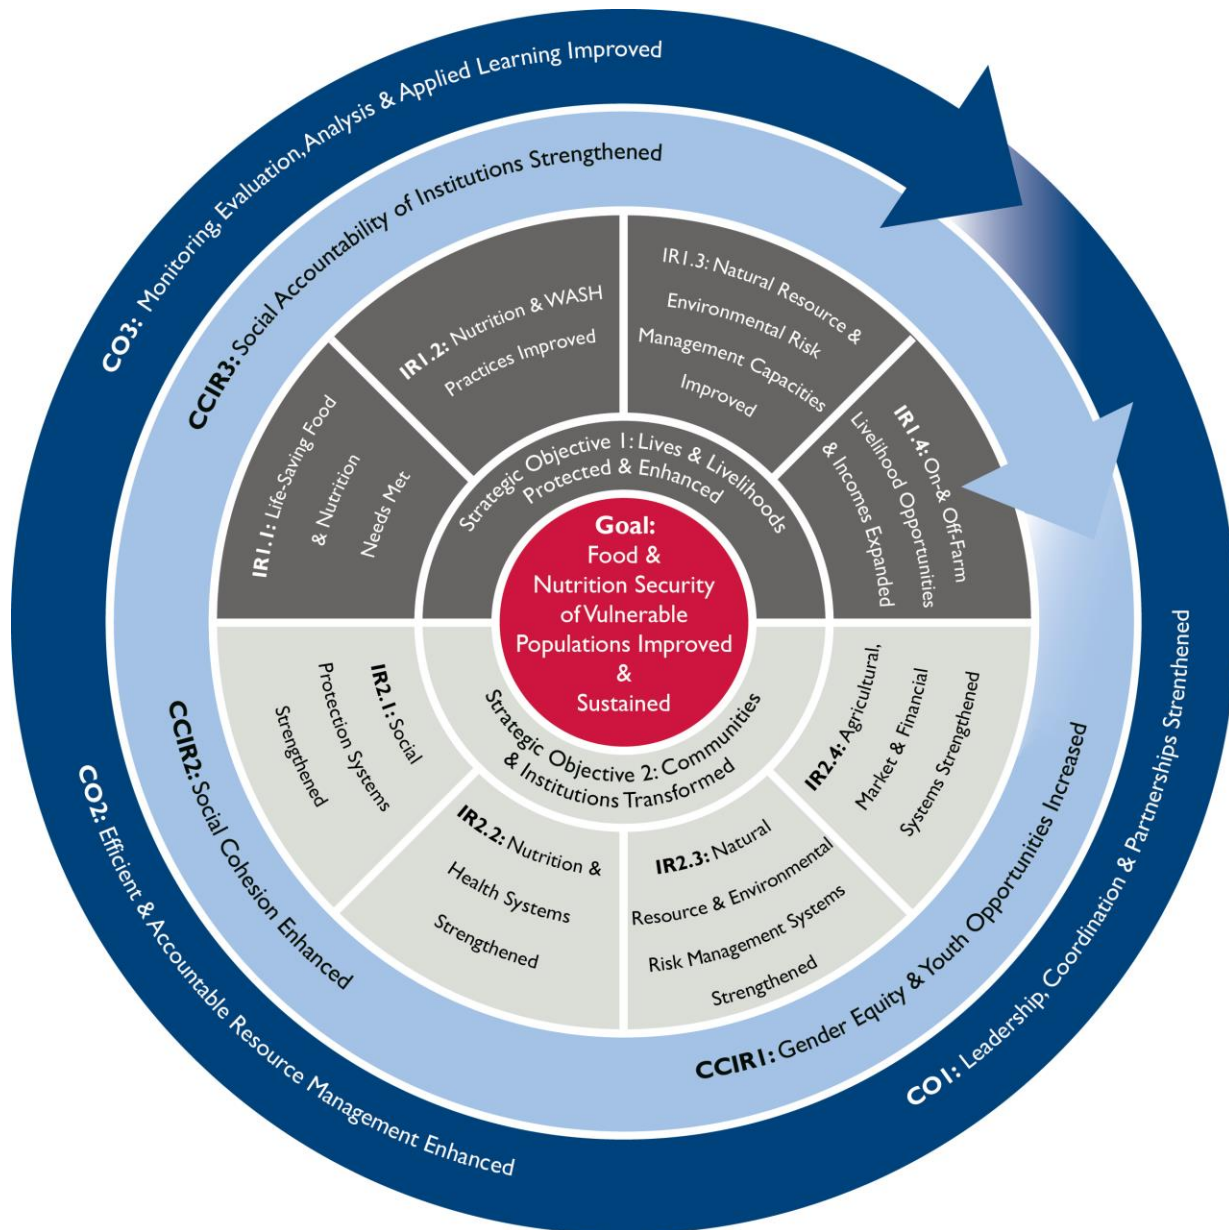 CO3: Monitoring, Evaluation, Analysis & Applied Learning Improved
CCIR3: Social Accountability of Institutions Strengthened
IR1.1: Life-Saving Food
& Nutrition
Needs Met
IR1.2: Nutrition & WASH
Practices Improved
IR1.3: Natural Resource &
Environmental Risk
Management Capacities
Improved
IR1.4: On-& Off-Farm
Livelihood Opportunities
& Incomes Expanded
Strategic Objective 1: Lives & Livelihoods
Protected & Enhanced
Goal:
Food &
Nutrition Security
of Vulnerable
Populations Improved
&
Sustained
Strategic Objective 2: Communities
& Institutions Transformed
IR2.1: Social
Protection Systems
Strengthened
IR2.2: Nutrition &
Health Systems
Strengthened
IR2.3: Natural
Resource & Environmental
Risk Management Systems
Strengthened
IR2.4: Agricultural,
Market & Financial
Systems Strengthened
CCIR2: Social Cohesion Enhanced
CCIR1: Gender Equity & Youth Opportunities Increased
CO2: Efficient & Accountable Resource Management Enhanced
CO1: Leadership, Coordination & Partnerships Strenthened